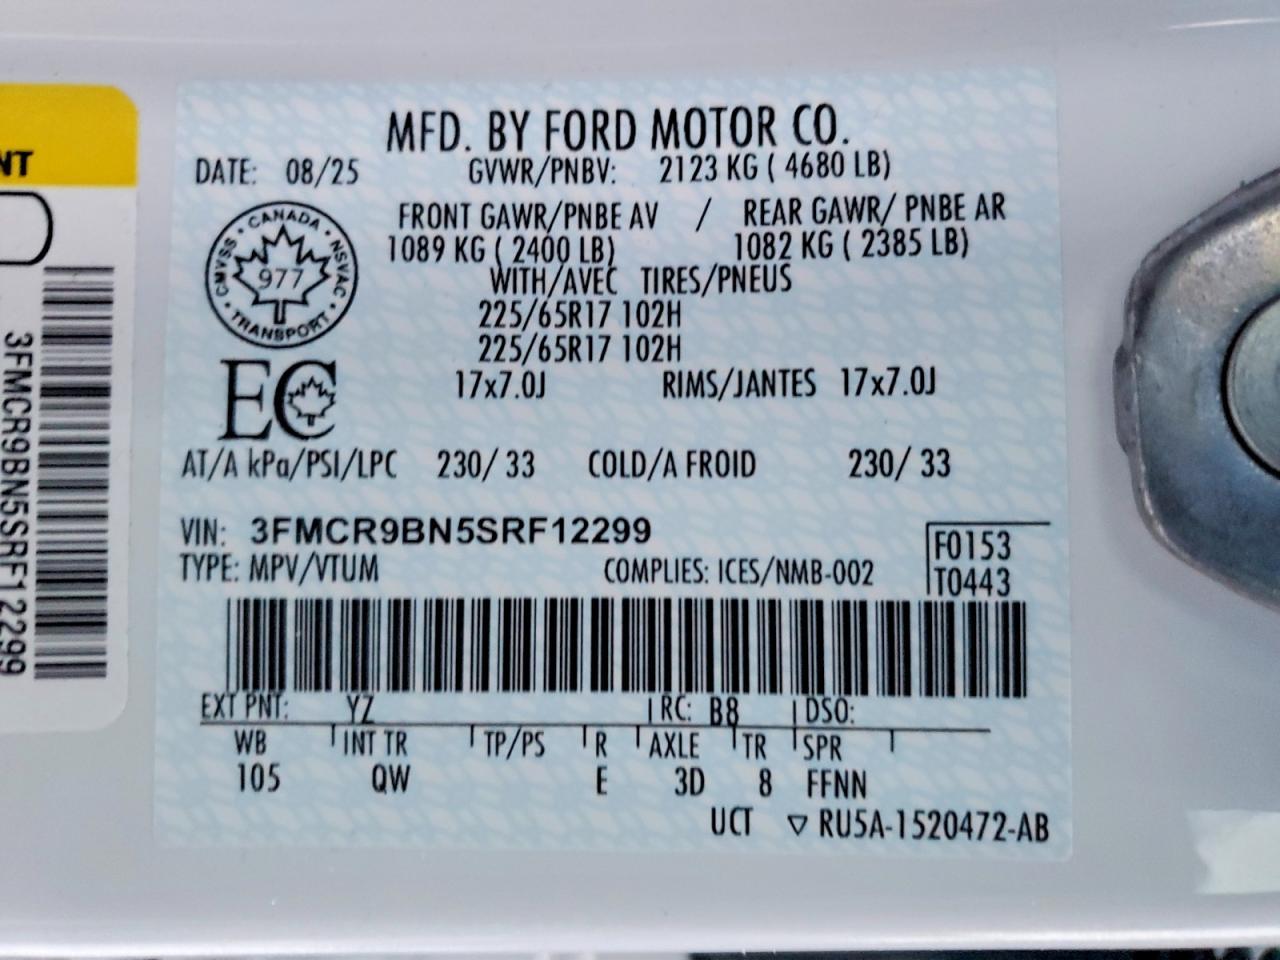 NT
3FMCR9BN5SRF12299
MFD. BY FORD MOTOR CO.
DATE: 08/25 GVWR/PNBV: 2123 KG ( 4680 LB)
FRONT GAWR/PNBE AV / REAR GAWR/ PNBE AR
1089 KG ( 2400 LB) 1082 KG ( 2385 LB)
WITH/AVEC TIRES/PNEUS
225/65R17 102H
225/65R17 102H
17x7.0J RIMS/JANTES 17x7.0J
CANADA • NSVAC • TRANSPORT • CMVSS •
977
EC
AT/A kPa/PSI/LPC 230/ 33 COLD/A FROID 230/ 33
VIN: 3FMCR9BN5SRF12299
F0153
TYPE: MPV/VTUM COMPLIES: ICES/NMB-002
T0443
EXT PNT: YZ RC: B8 DSO:
WB INT TR TP/PS R AXLE TR SPR
105 QW E 3D 8 FFNN
UCT ▽ RU5A-1520472-AB